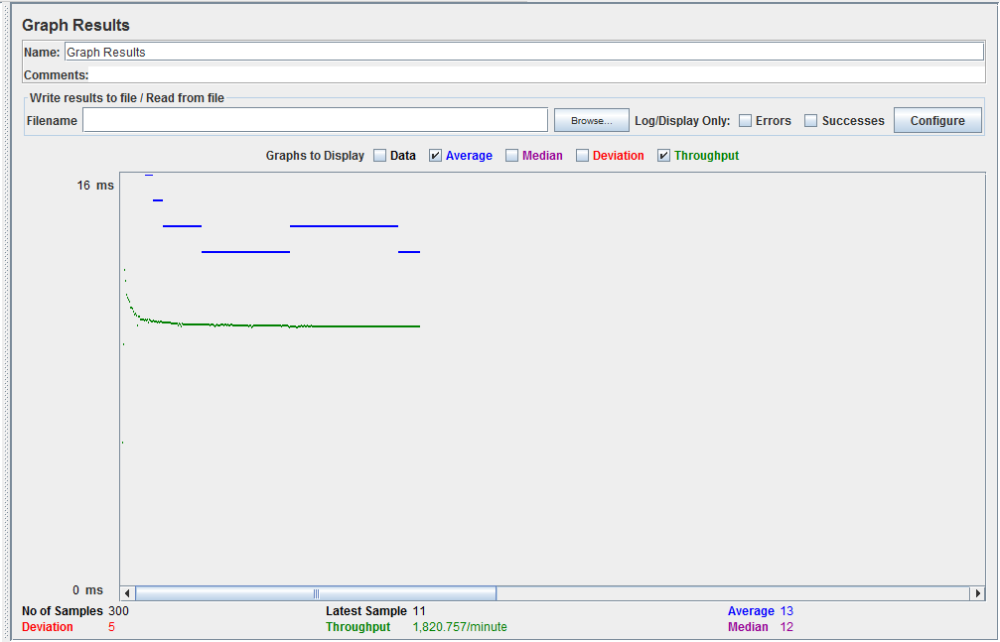 Graph Results
Name: Graph Results
Comments:
Write results to file / Read from file
Filename Browse... Log/Display Only: Errors Successes Configure
Graphs to Display Data Average Median Deviation Throughput
16 ms
0 ms
No of Samples 300 Latest Sample 11 Average 13
Deviation 5 Throughput 1,820.757/minute Median 12